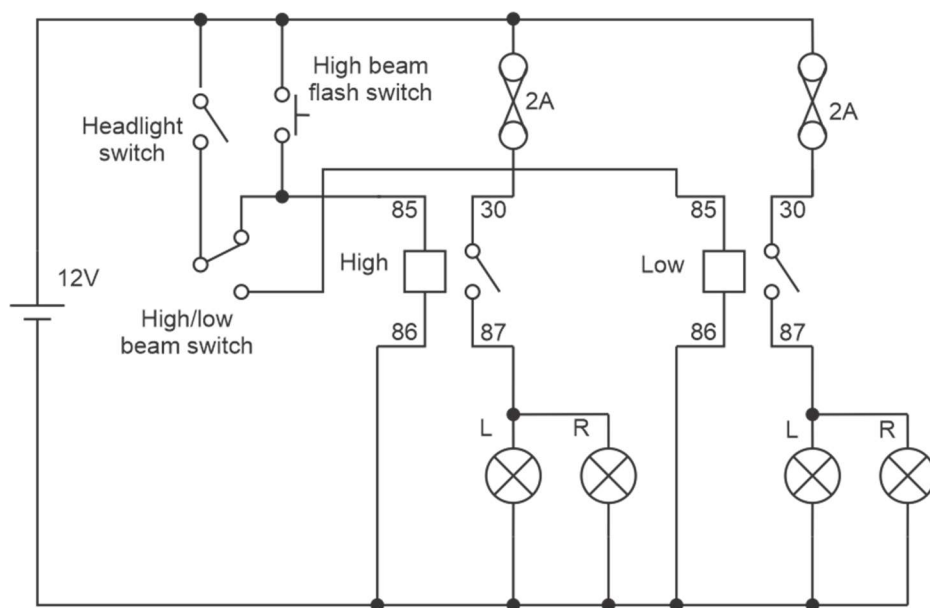 High beam
flash switch
2A
2A
Headlight
switch
85
30
85
30
High
Low
12V
High/low
beam switch
86
87
86
87
L
R
L
R